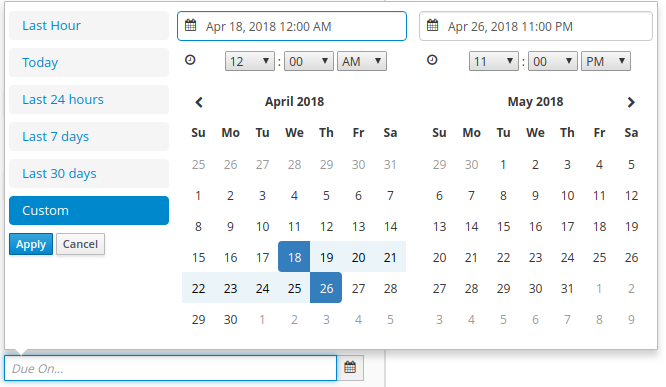 Last Hour
Today
Last 24 hours
Last 7 days
Last 30 days
Custom
Apply Cancel
Apr 18, 2018 12:00 AM
12 : 00 AM
April 2018
Su Mo Tu We Th Fr Sa
25 26 27 28 29 30 31
1 2 3 4 5 6 7
8 9 10 11 12 13 14
15 16 17 18 19 20 21
22 23 24 25 26 27 28
29 30 1 2 3 4 5
Apr 26, 2018 11:00 PM
11 : 00 PM
May 2018
Su Mo Tu We Th Fr Sa
29 30 1 2 3 4 5
6 7 8 9 10 11 12
13 14 15 16 17 18 19
20 21 22 23 24 25 26
27 28 29 30 31 1 2
3 4 5 6 7 8 9
Due On...